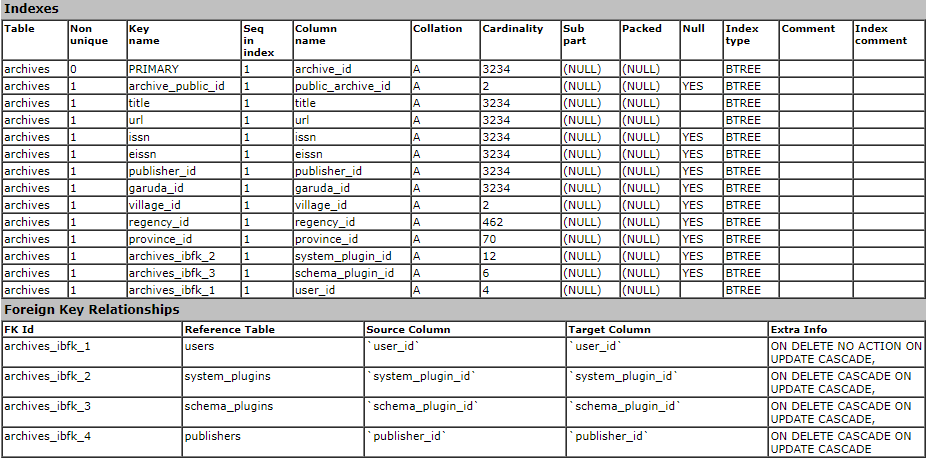 Indexes
Table Non unique Key name Seq in index Column name Collation Cardinality Sub part Packed Null Index type Comment Index comment
archives 0 PRIMARY 1 archive_id A 3234 (NULL) (NULL) BTREE
archives 1 archive_public_id 1 public_archive_id A 2 (NULL) (NULL) YES BTREE
archives 1 title 1 title A 3234 (NULL) (NULL) BTREE
archives 1 url 1 url A 3234 (NULL) (NULL) BTREE
archives 1 issn 1 issn A 3234 (NULL) (NULL) YES BTREE
archives 1 eissn 1 eissn A 3234 (NULL) (NULL) YES BTREE
archives 1 publisher_id 1 publisher_id A 3234 (NULL) (NULL) YES BTREE
archives 1 garuda_id 1 garuda_id A 3234 (NULL) (NULL) YES BTREE
archives 1 village_id 1 village_id A 2 (NULL) (NULL) YES BTREE
archives 1 regency_id 1 regency_id A 462 (NULL) (NULL) YES BTREE
archives 1 province_id 1 province_id A 70 (NULL) (NULL) YES BTREE
archives 1 archives_ibfk_2 1 system_plugin_id A 12 (NULL) (NULL) YES BTREE
archives 1 archives_ibfk_3 1 schema_plugin_id A 6 (NULL) (NULL) YES BTREE
archives 1 archives_ibfk_1 1 user_id A 4 (NULL) (NULL) BTREE
Foreign Key Relationships
FK Id Reference Table Source Column Target Column Extra Info
archives_ibfk_1 users `user_id` `user_id` ON DELETE NO ACTION ON
UPDATE CASCADE,
archives_ibfk_2 system_plugins `system_plugin_id` `system_plugin_id` ON DELETE CASCADE ON
UPDATE CASCADE,
archives_ibfk_3 schema_plugins `schema_plugin_id` `schema_plugin_id` ON DELETE CASCADE ON
UPDATE CASCADE,
archives_ibfk_4 publishers `publisher_id` `publisher_id` ON DELETE CASCADE ON
UPDATE CASCADE